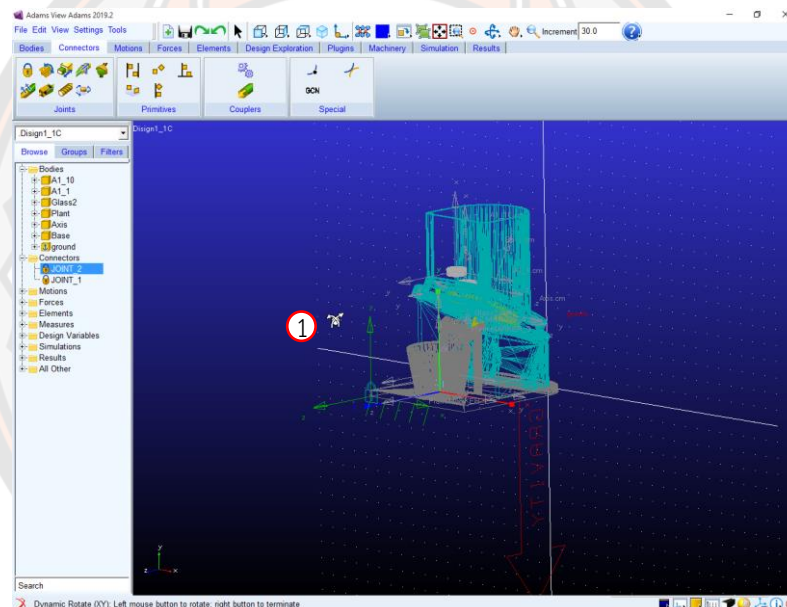 Adams View Adams 2019.2
File Edit View Settings Tools
Increment 30.0
Bodies Connectors Motions Forces Elements Design Exploration Plugins Machinery Simulation Results
GCN
Joints Primitives Couplers Special
.Disign1_1C
Disign1_1C
Browse Groups Filters
Bodies
A1_10
A1_1
Glass2
Plant
Axis
Base
ground
Connectors
JOINT_2
JOINT_1
Motions
Forces
Elements
Measures
Design Variables
Simulations
Results
All Other
1
Axis.cm
GRAVITY
y
z x
Search
Dynamic Rotate (XY): Left mouse button to rotate; right button to terminate